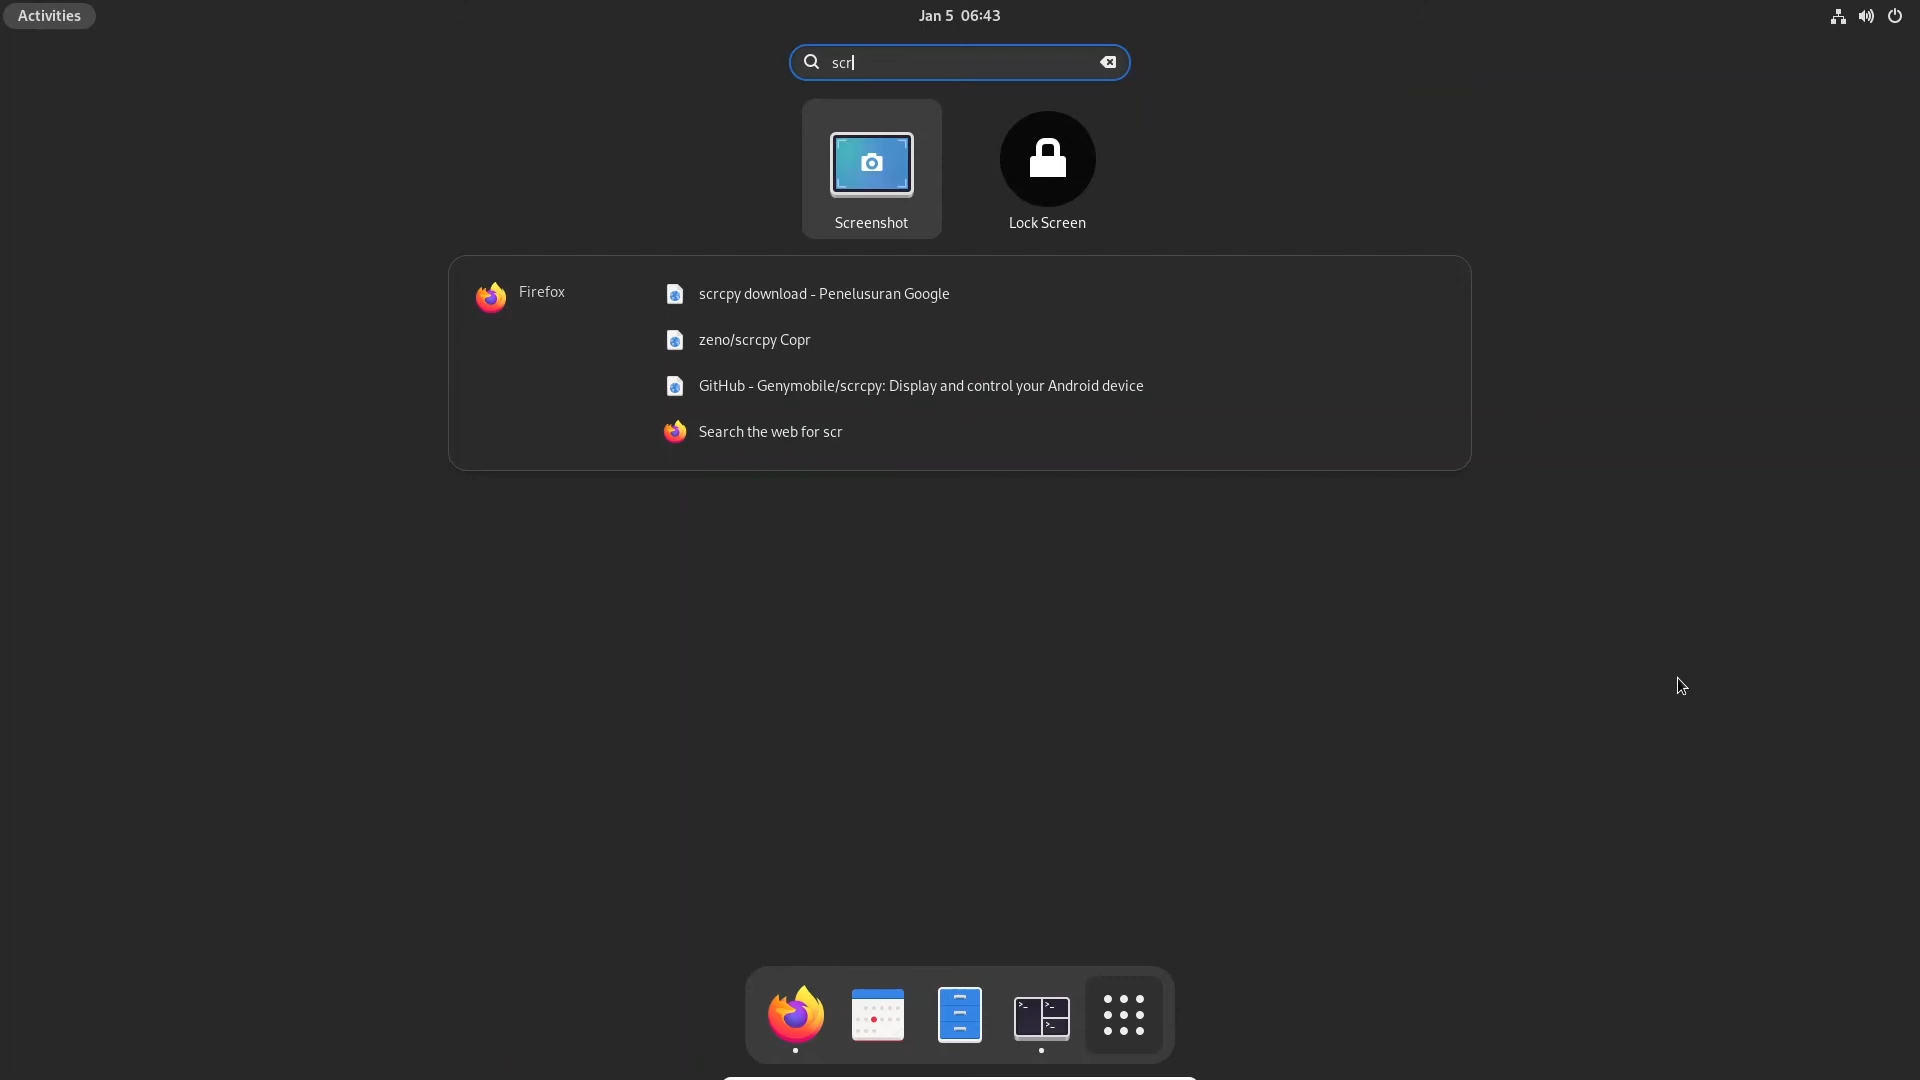 Activities
Jan 5 06:43
scr
Screenshot
Lock Screen
Firefox
scrcpy download - Penelusuran Google
zeno/scrcpy Copr
GitHub - Genymobile/scrcpy: Display and control your Android device
Search the web for scr